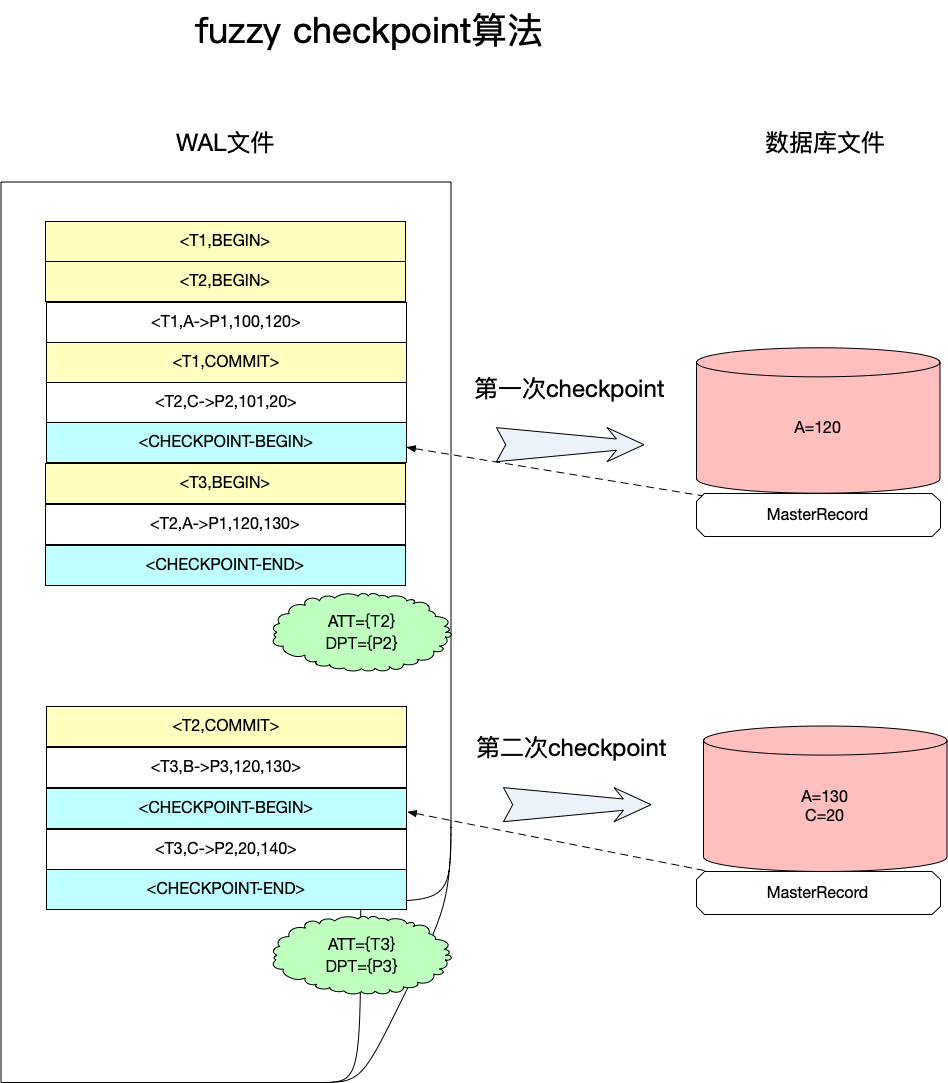 fuzzy checkpoint算法
WAL文件
数据库文件
<T1,BEGIN>
<T2,BEGIN>
<T1,A->P1,100,120>
<T1,COMMIT>
<T2,C->P2,101,20>
<CHECKPOINT-BEGIN>
<T3,BEGIN>
<T2,A->P1,120,130>
<CHECKPOINT-END>
ATT={T2}
DPT={P2}
第一次checkpoint
A=120
MasterRecord
<T2,COMMIT>
<T3,B->P3,120,130>
<CHECKPOINT-BEGIN>
<T3,C->P2,20,140>
<CHECKPOINT-END>
ATT={T3}
DPT={P3}
第二次checkpoint
A=130
C=20
MasterRecord